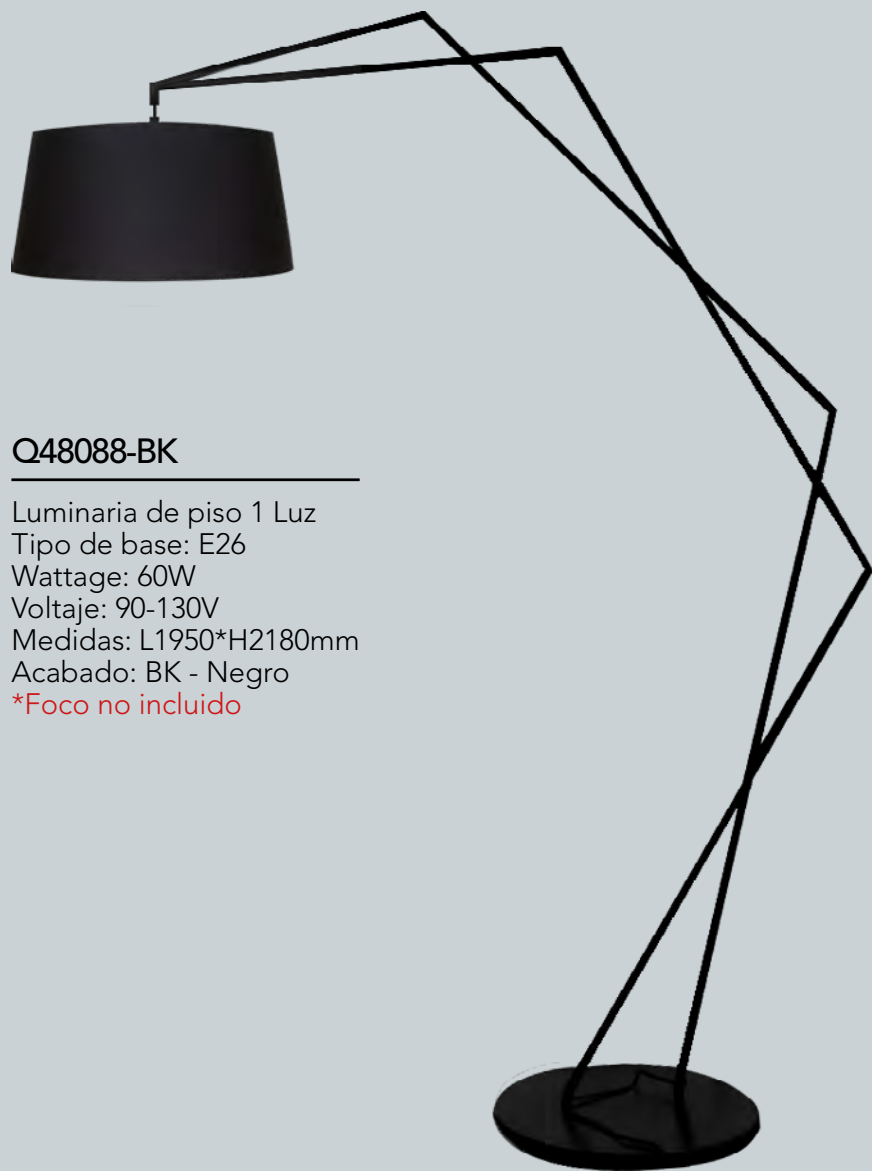 Q48088-BK
Luminaria de piso 1 Luz
Tipo de base: E26
Wattage: 60W
Voltaje: 90-130V
Medidas: L1950*H2180mm
Acabado: BK - Negro
*Foco no incluido